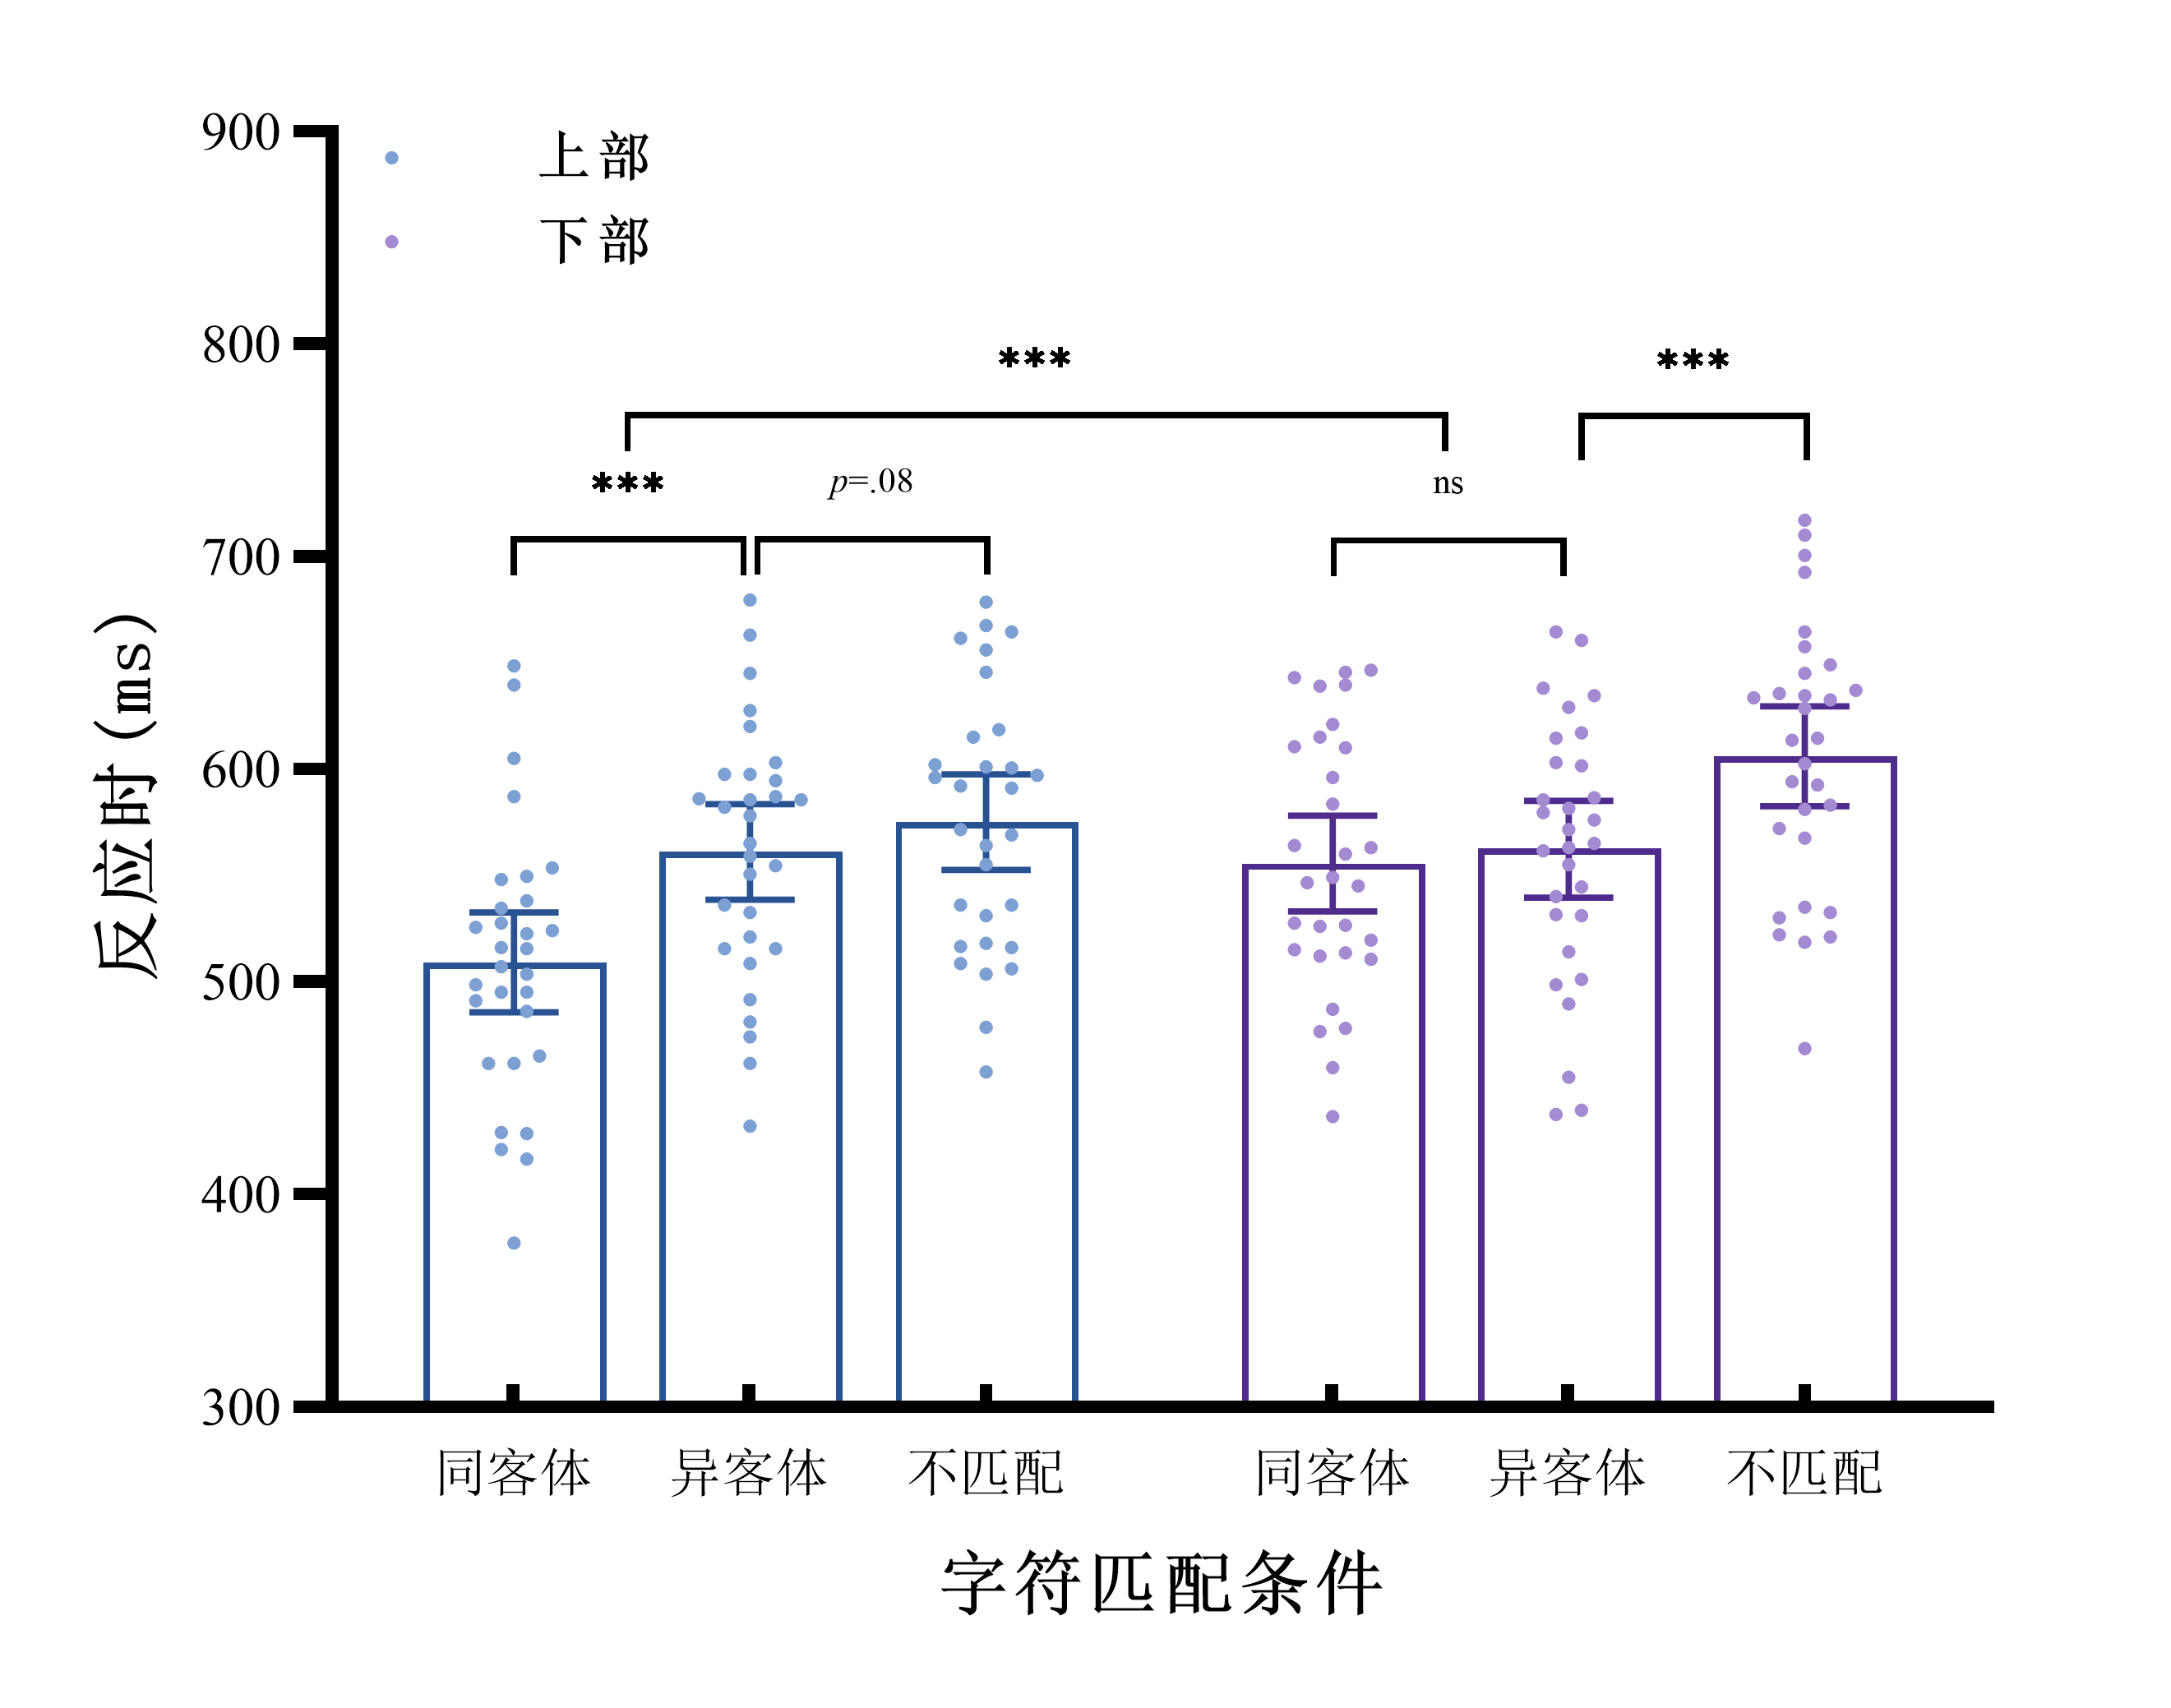 900
上部
下部
800
***
***
***
p=.08
ns
700
600
500
400
300
反应时(ms)
同客体 异客体 不匹配 同客体 异客体 不匹配
字符匹配条件